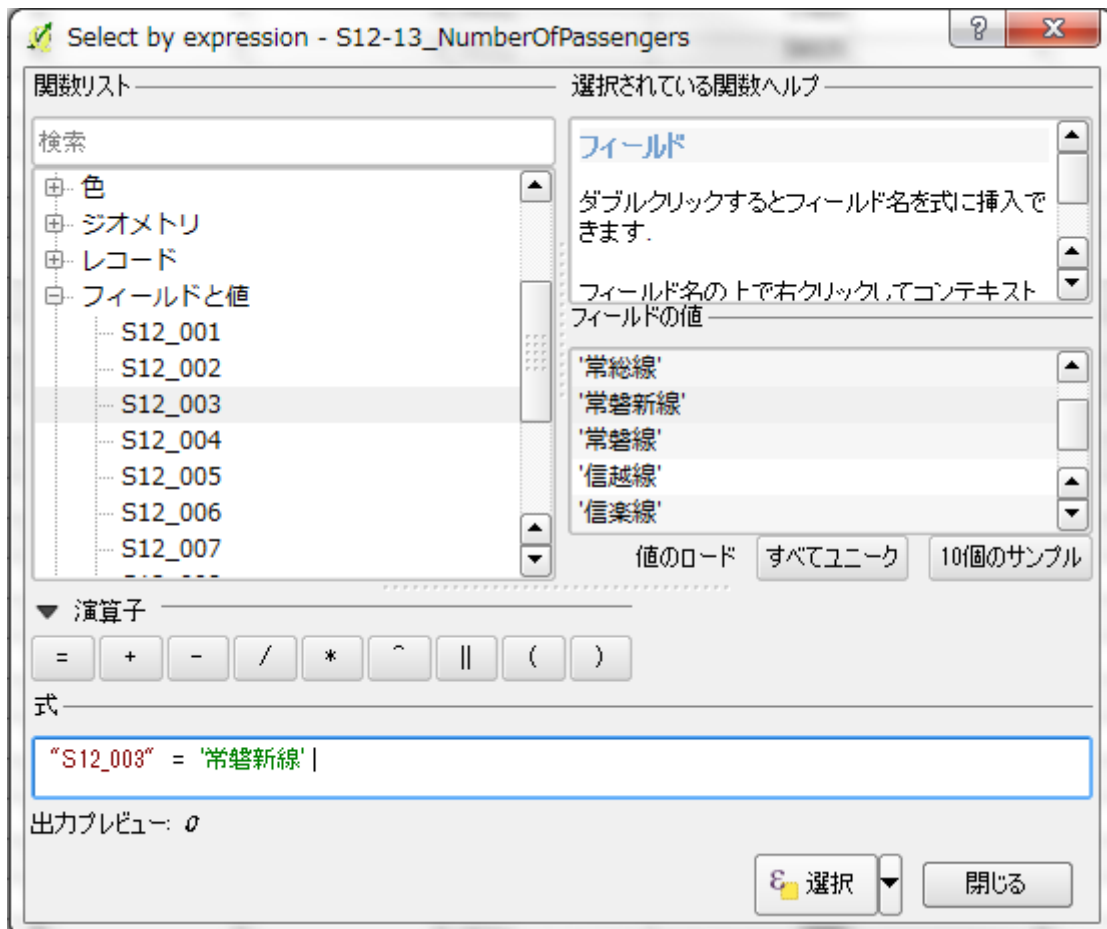 Select by expression - S12-13_NumberOfPassengers
関数リスト
検索
色
ジオメトリ
レコード
フィールドと値
S12_001
S12_002
S12_003
S12_004
S12_005
S12_006
S12_007
選択されている関数ヘルプ
フィールド
ダブルクリックするとフィールド名を式に挿入で
きます.
フィールド名の上で右クリックしてコンテキスト
フィールドの値
'常総線'
'常磐新線'
'常磐線'
'信越線'
'信楽線'
値のロード すべてユニーク 10個のサンプル
演算子
= + - / * ^ || ( )
式
"S12_003" = '常磐新線'
出力プレビュー: 0
ε 選択 閉じる